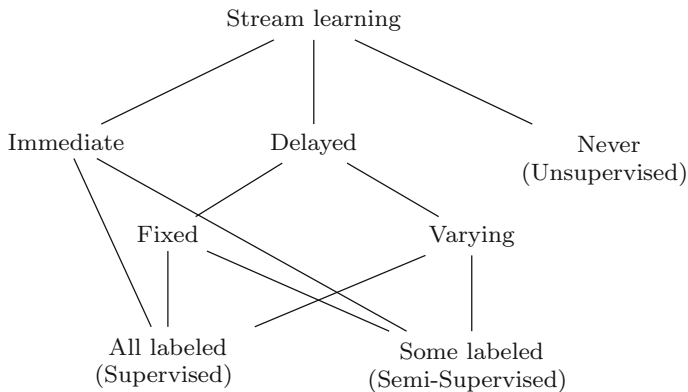 Stream learning
Immediate
Delayed
Never
(Unsupervised)
Fixed
Varying
All labeled
(Supervised)
Some labeled
(Semi-Supervised)